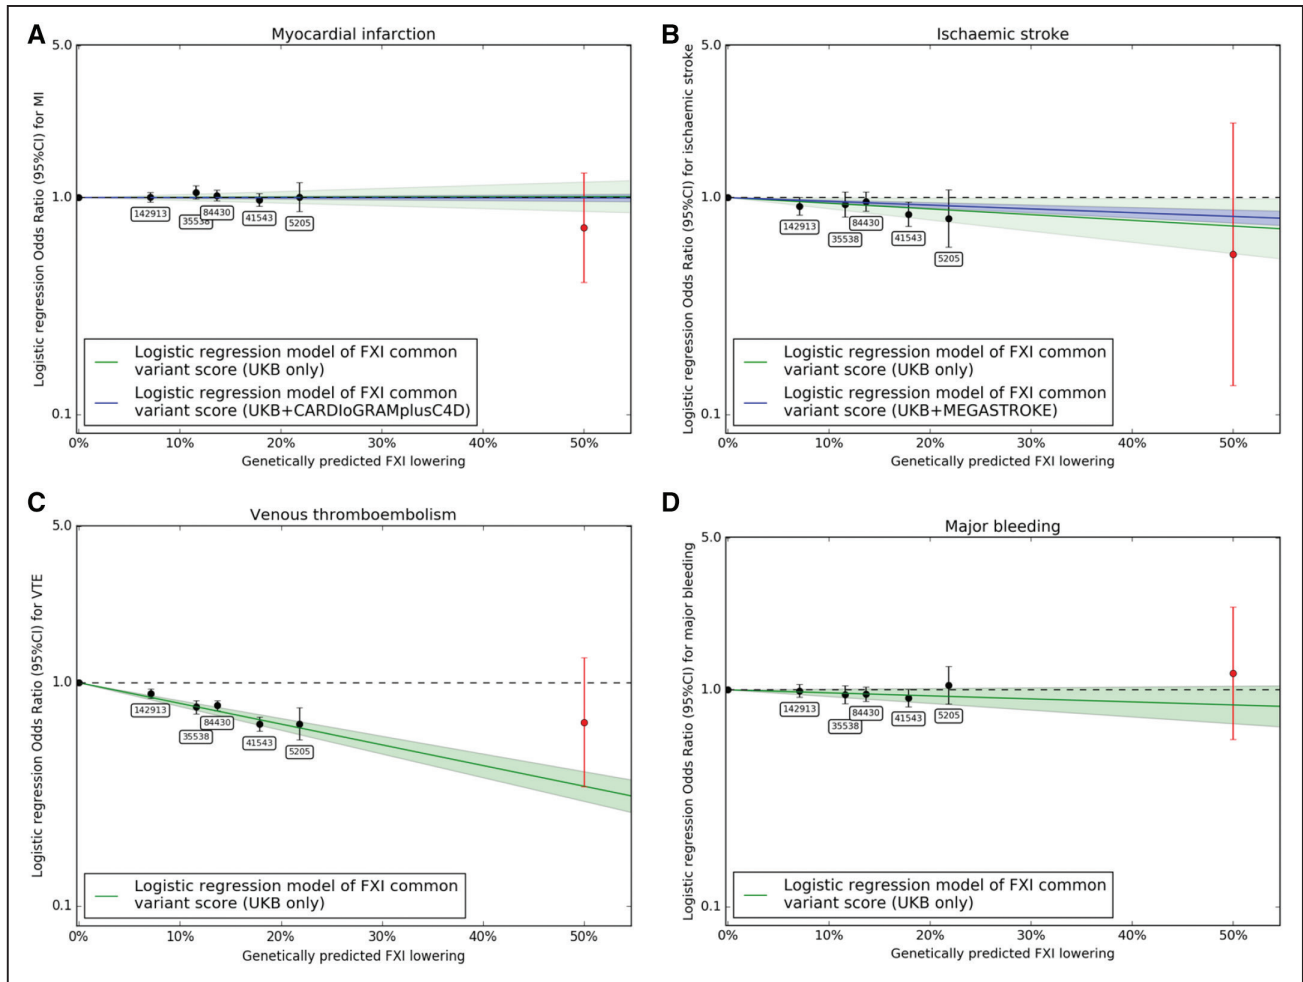 A
Myocardial infarction
5.0
1.0
0.1
Logistic regression Odds Ratio (95%CI) for MI
142913
35538
84430
41543
5205
Logistic regression model of FXI common
variant score (UKB only)
Logistic regression model of FXI common
variant score (UKB+CARDIoGRAMplusC4D)
0%
10%
20%
30%
40%
50%
Genetically predicted FXI lowering
B
Ischaemic stroke
5.0
1.0
0.1
Logistic regression Odds Ratio (95%CI) for ischaemic stroke
142913
35538
84430
41543
5205
Logistic regression model of FXI common
variant score (UKB only)
Logistic regression model of FXI common
variant score (UKB+MEGASTROKE)
0%
10%
20%
30%
40%
50%
Genetically predicted FXI lowering
C
Venous thromboembolism
5.0
1.0
0.1
Logistic regression Odds Ratio (95%CI) for VTE
142913
35538
84430
41543
5205
Logistic regression model of FXI common
variant score (UKB only)
0%
10%
20%
30%
40%
50%
Genetically predicted FXI lowering
D
Major bleeding
5.0
1.0
0.1
Logistic regression Odds Ratio (95%CI) for major bleeding
142913
35538
84430
41543
5205
Logistic regression model of FXI common
variant score (UKB only)
0%
10%
20%
30%
40%
50%
Genetically predicted FXI lowering